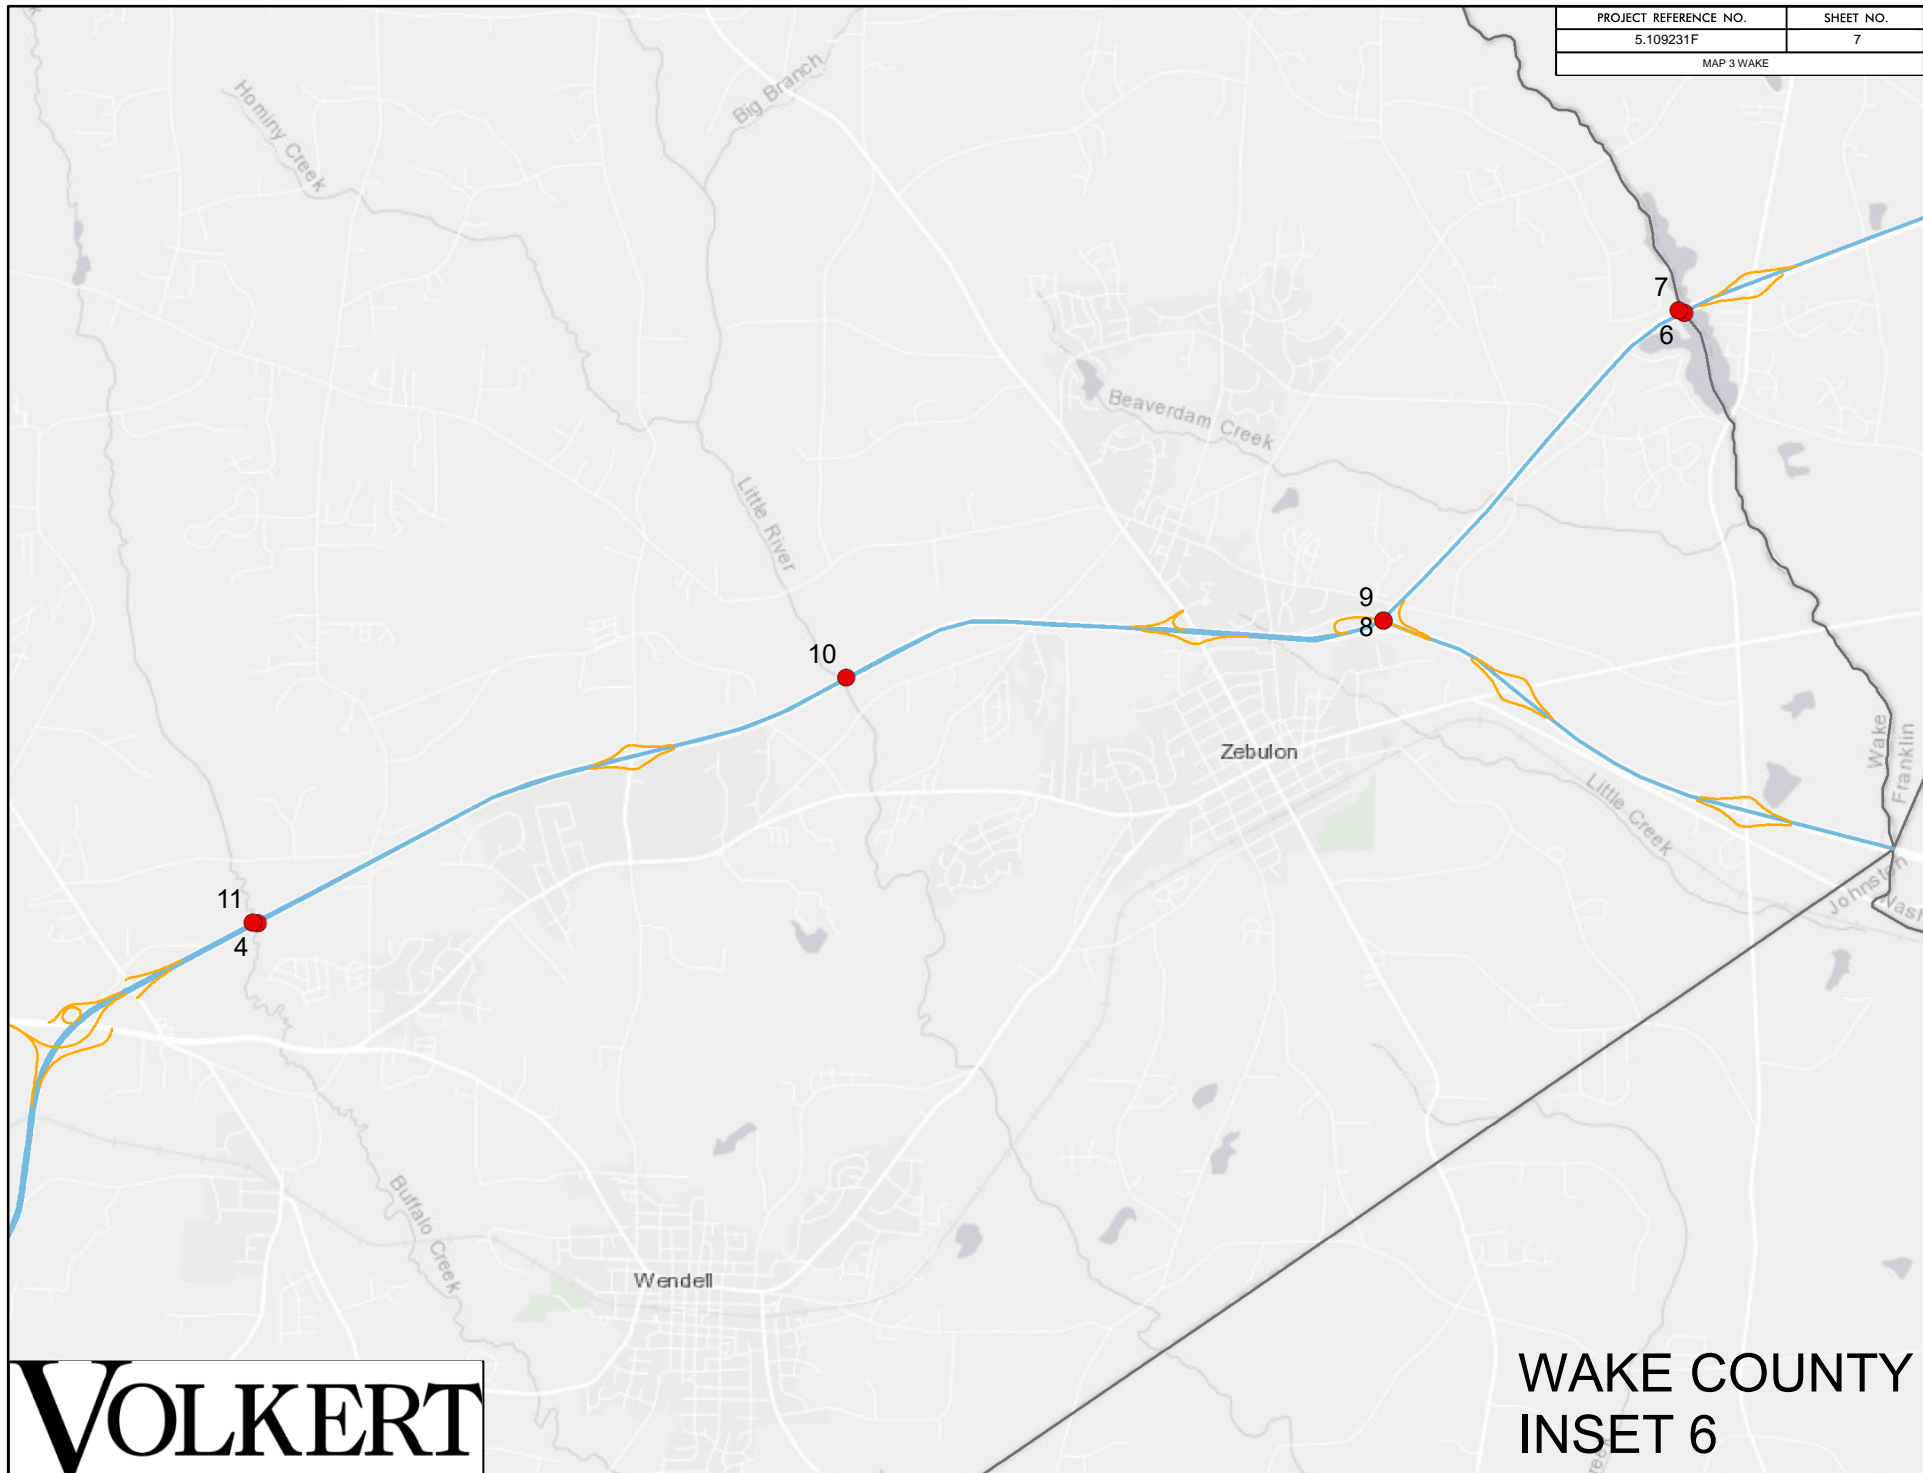 PROJECT REFERENCE NO. SHEET NO.
5.109231F 7
MAP 3 WAKE
Hominy Creek
Big Branch
7
6
Beaverdam Creek
Little River
9
8
10
Zebulon
Wake
Franklin
Little Creek
Johnston
Nash
11
4
Buffalo Creek
Wendell
VOLKERT
WAKE COUNTY
INSET 6